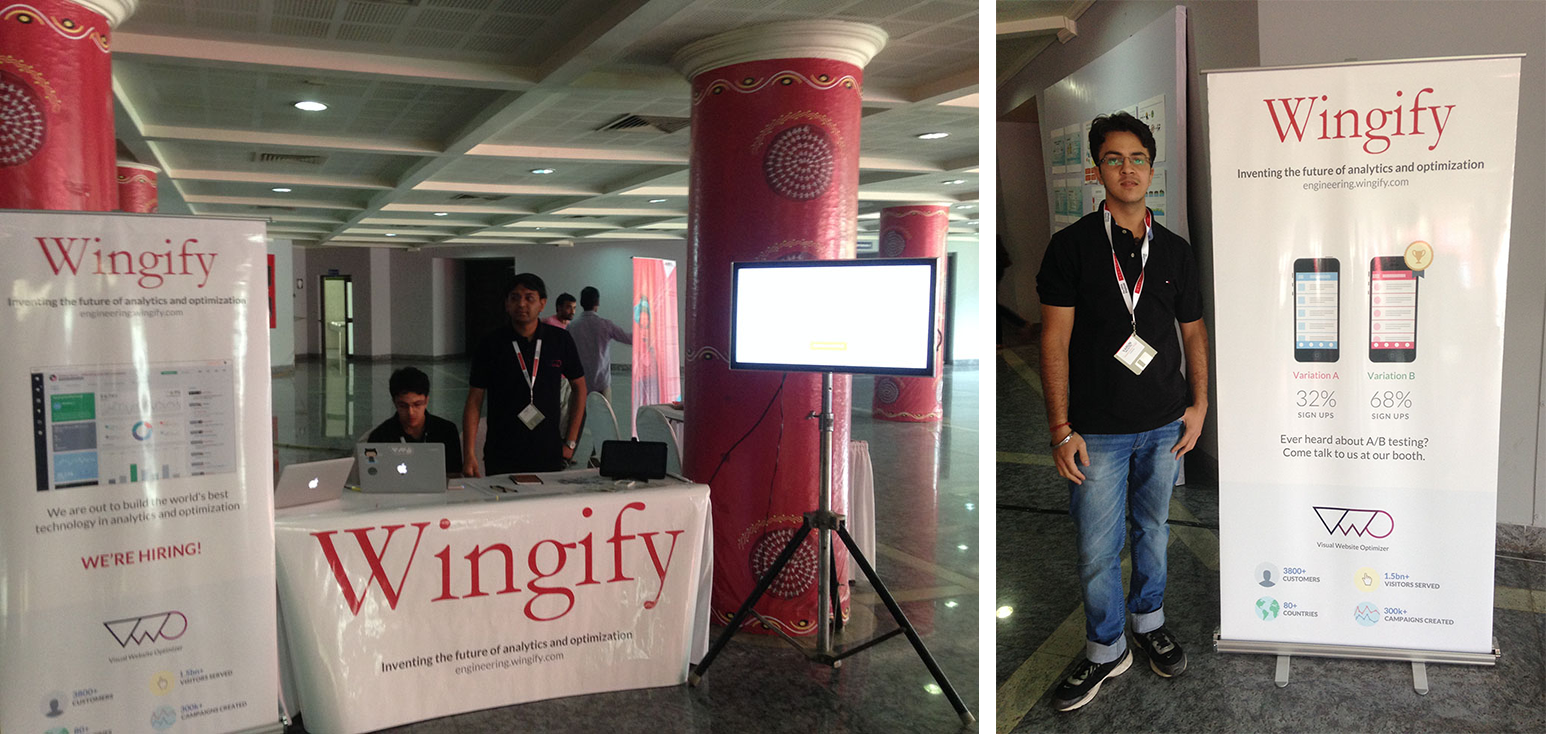 Wingify
Inventing the future of analytics and optimization
engineering.wingify.com
We are out to build the world's best
technology in analytics and optimization
WE'RE HIRING!
VWO
Visual Website Optimizer
3800+
CUSTOMERS
1.5bn+
VISITORS SERVED
80+
300k+
CAMPAIGNS CREATED
Wingify
Inventing the future of analytics and optimization
engineering.wingify.com
Wingify
Inventing the future of analytics and optimization
engineering.wingify.com
Variation A
Variation B
32%
68%
SIGN UPS
SIGN UPS
Ever heard about A/B testing?
Come talk to us at our booth.
VWO
Visual Website Optimizer
3800+
CUSTOMERS
1.5bn+
VISITORS SERVED
80+
COUNTRIES
300k+
CAMPAIGNS CREATED